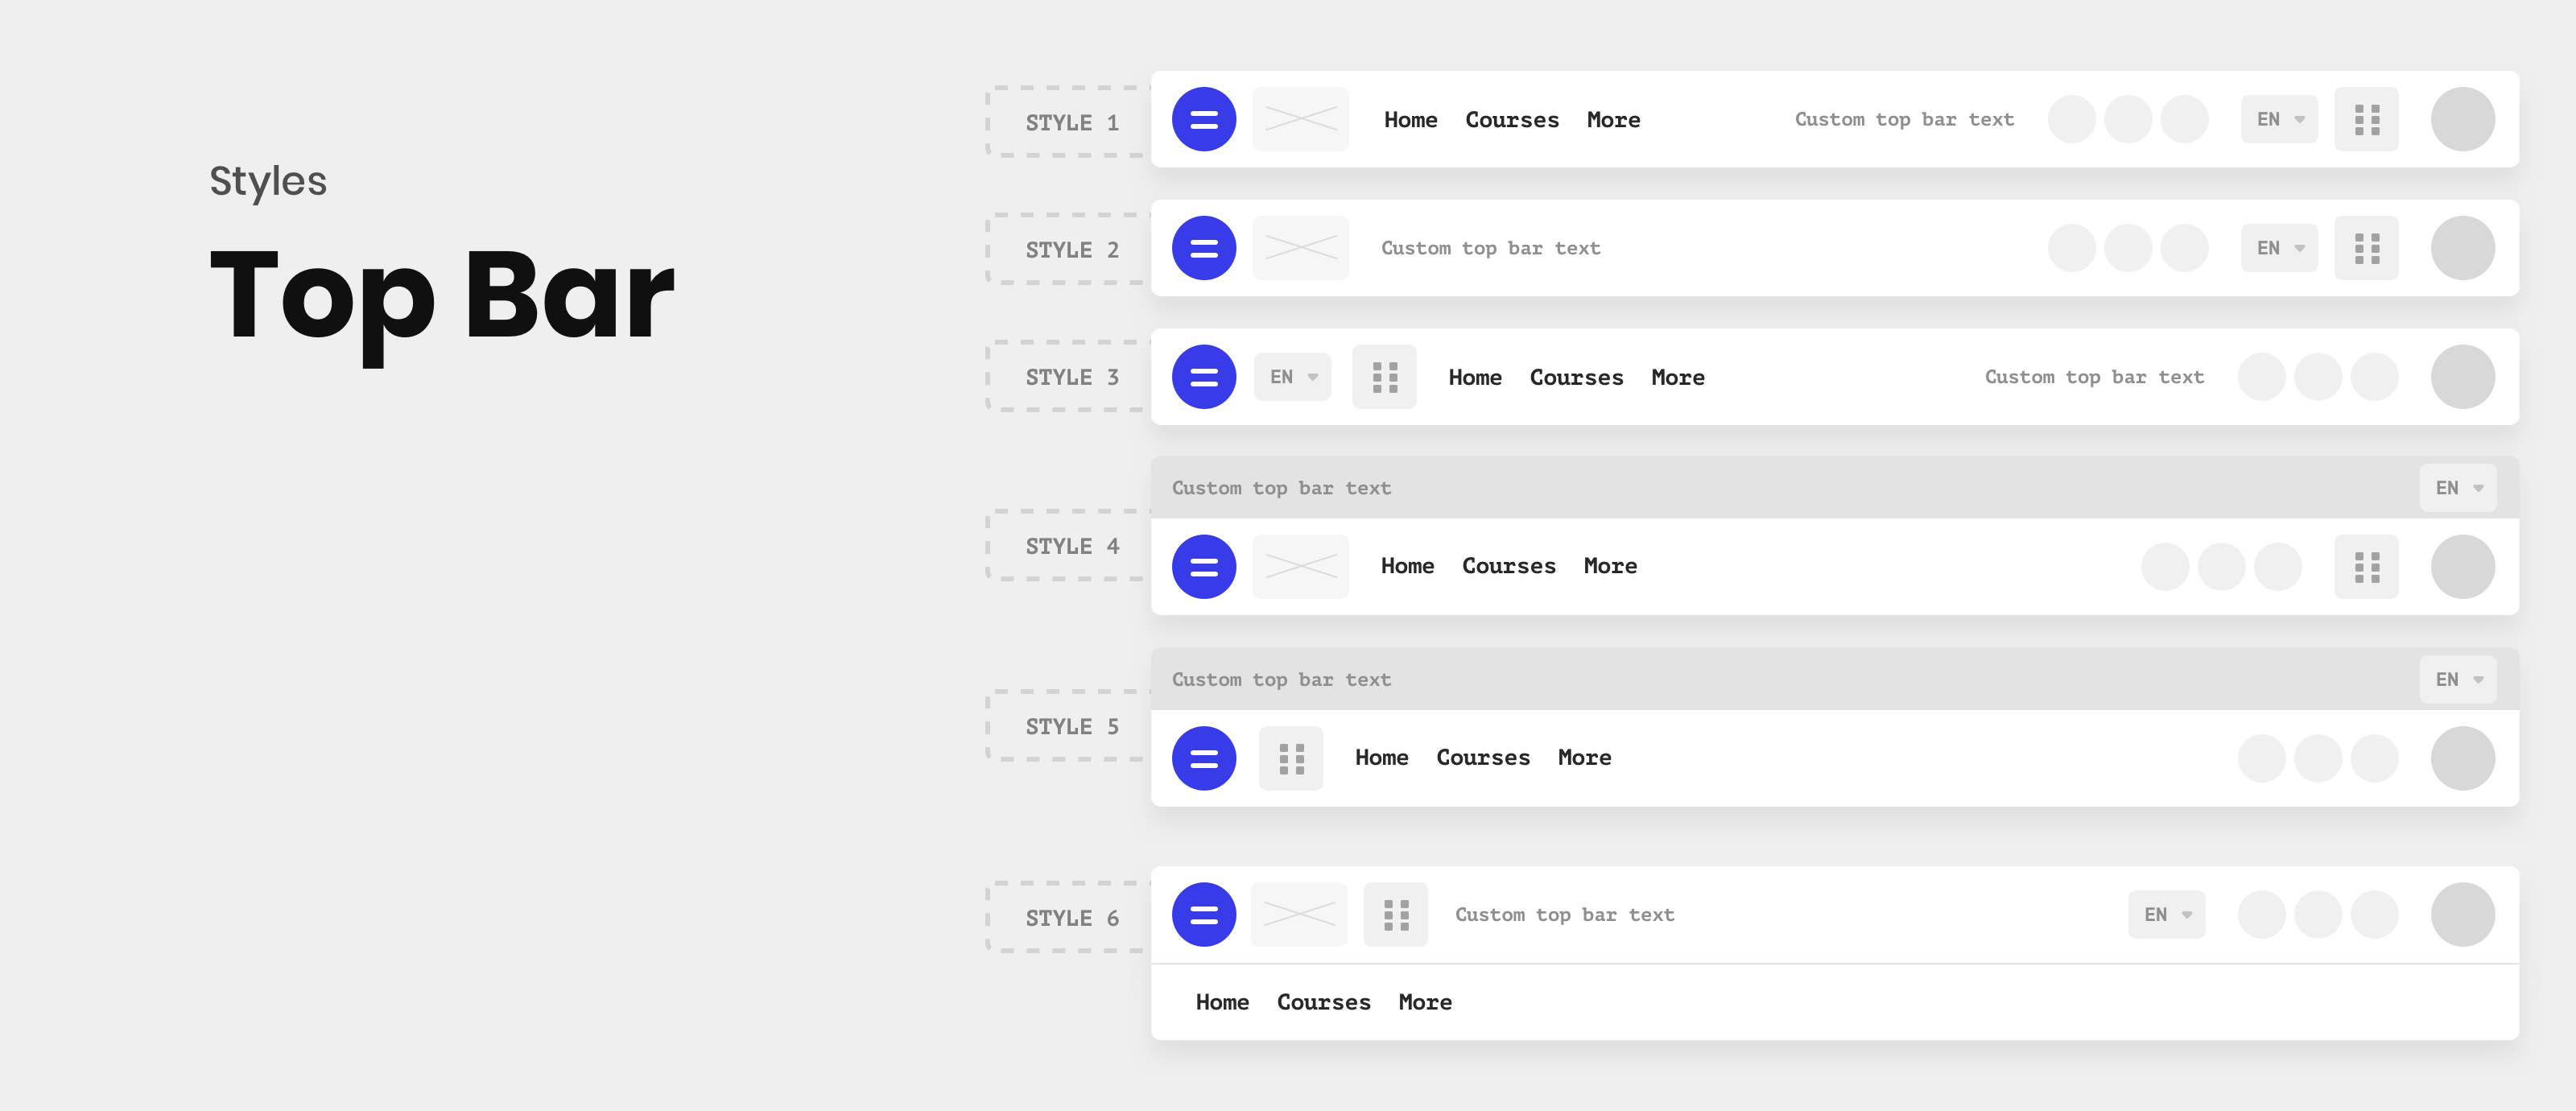 Styles
Top Bar
STYLE 1
Home Courses More Custom top bar text EN
STYLE 2
Custom top bar text EN
STYLE 3
EN Home Courses More Custom top bar text
STYLE 4
Custom top bar text EN
Home Courses More
STYLE 5
Custom top bar text EN
Home Courses More
STYLE 6
Custom top bar text EN
Home Courses More